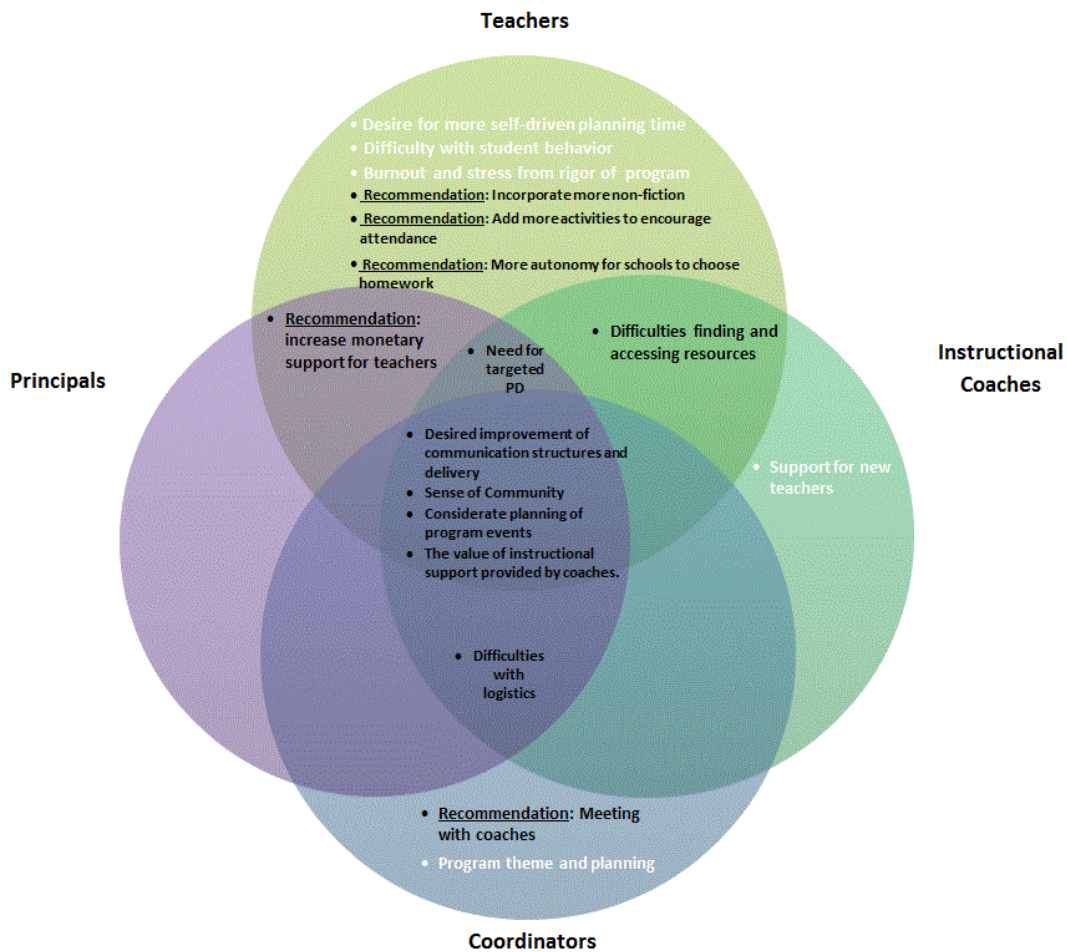 Teachers
• Desire for more self-driven planning time
• Difficulty with student behavior
• Burnout and stress from rigor of program
• Recommendation: Incorporate more non-fiction
• Recommendation: Add more activities to encourage
attendance
• Recommendation: More autonomy for schools to choose
homework
• Recommendation:
increase monetary
support for teachers
• Need for
targeted
PD
• Difficulties finding and
accessing resources
Principals
Instructional
Coaches
• Desired improvement of
communication structures and
delivery
• Sense of Community
• Considerate planning of
program events
• The value of instructional
support provided by coaches.
• Support for new
teachers
• Difficulties
with
logistics
• Recommendation: Meeting
with coaches
• Program theme and planning
Coordinators